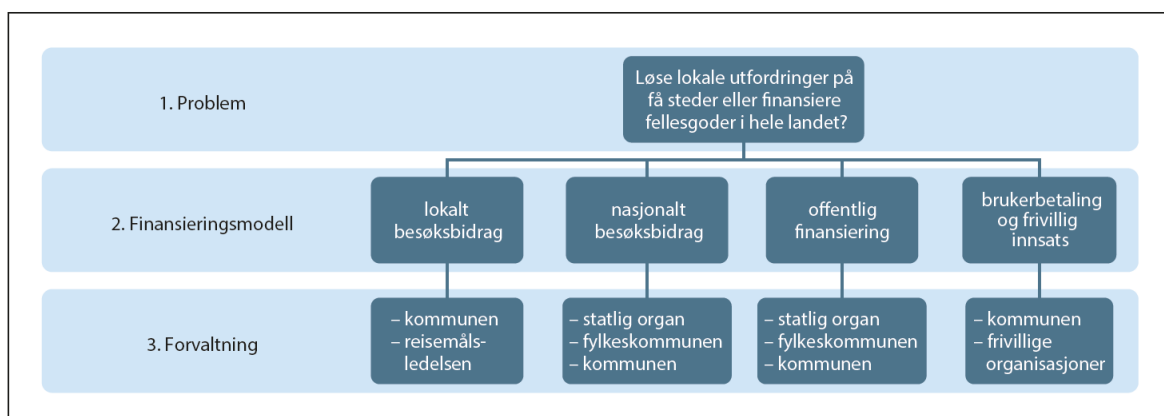 1. Problem
Løse lokale utfordringer på
få steder eller finansiere
fellesgoder i hele landet?
2. Finansieringsmodell
lokalt
besøksbidrag
nasjonalt
besøksbidrag
offentlig
finansiering
brukerbetaling
og frivillig
innsats
3. Forvaltning
– kommunen
– reisemåls-
ledelsen
– statlig organ
– fylkeskommunen
– kommunen
– statlig organ
– fylkeskommunen
– kommunen
– kommunen
– frivillige
organisasjoner